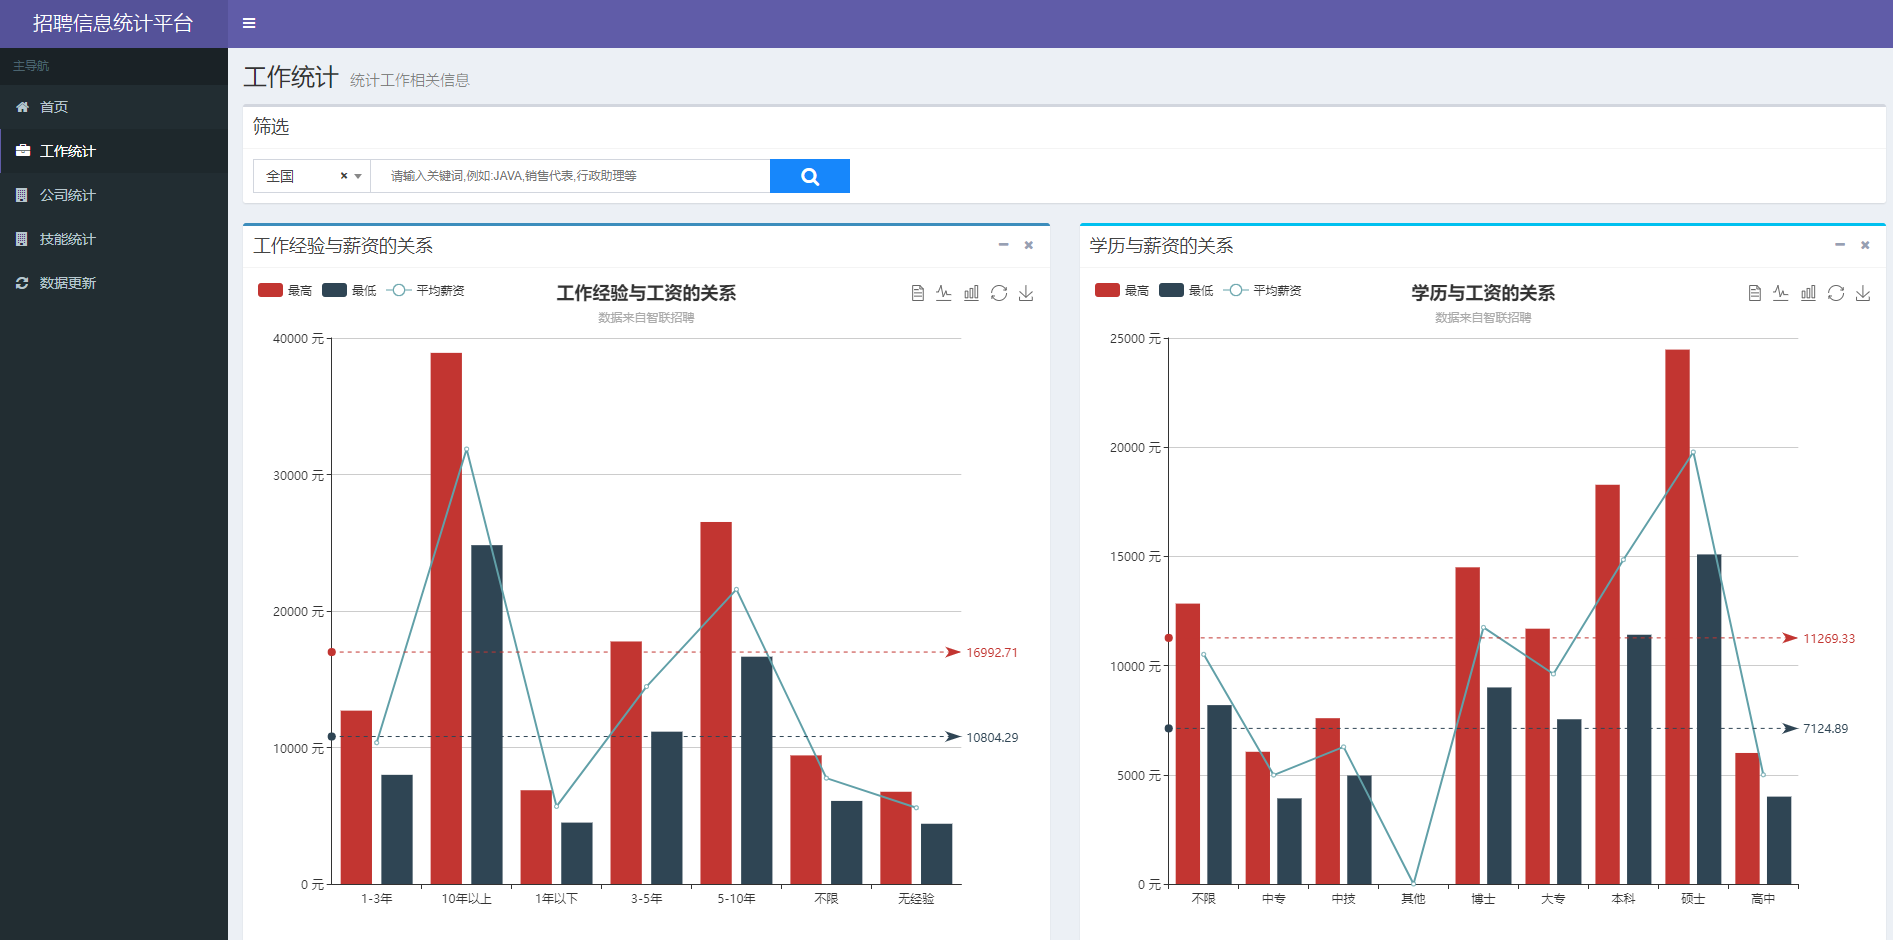 招聘信息统计平台
主导航
首页
工作统计
公司统计
技能统计
数据更新
工作统计 统计工作相关信息
筛选
全国 × 请输入关键词,例如:JAVA,销售代表,行政助理等
工作经验与薪资的关系
最高 最低 平均薪资
工作经验与工资的关系
数据来自智联招聘
40000 元
30000 元
20000 元
10000 元
0 元
16992.71
10804.29
1-3年 10年以上 1年以下 3-5年 5-10年 不限 无经验
学历与薪资的关系
最高 最低 平均薪资
学历与工资的关系
数据来自智联招聘
25000 元
20000 元
15000 元
10000 元
5000 元
0 元
11269.33
7124.89
不限 中专 中技 其他 博士 大专 本科 硕士 高中